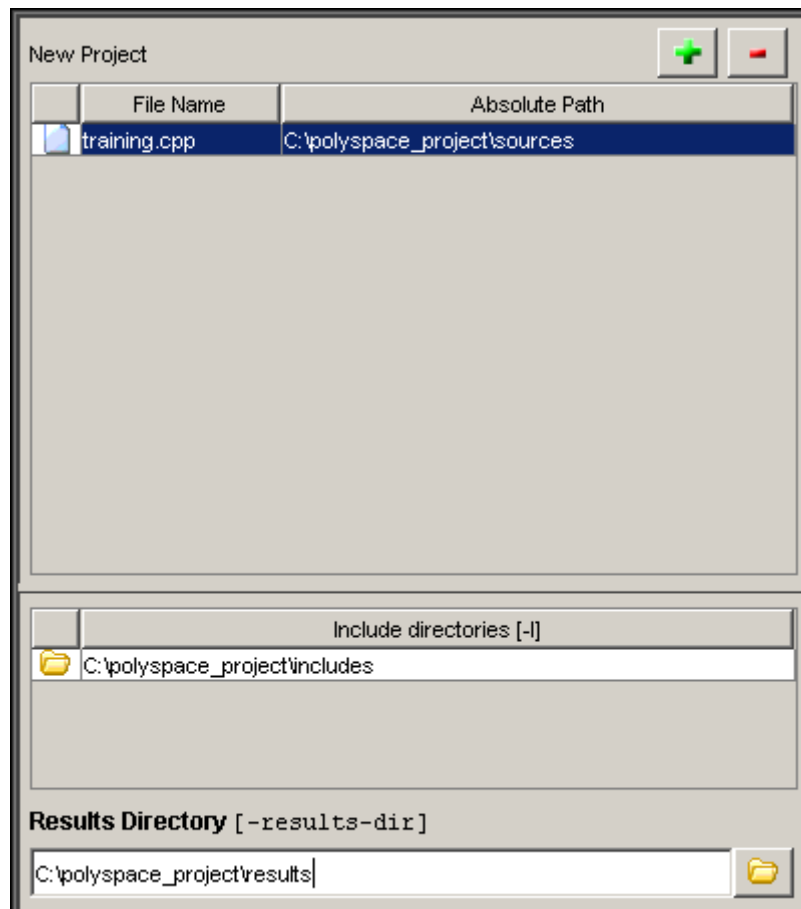 New Project
File Name Absolute Path
training.cpp C:\polyspace_project\sources
Include directories [-I]
C:\polyspace_project\includes
Results Directory [-results-dir]
C:\polyspace_project\results